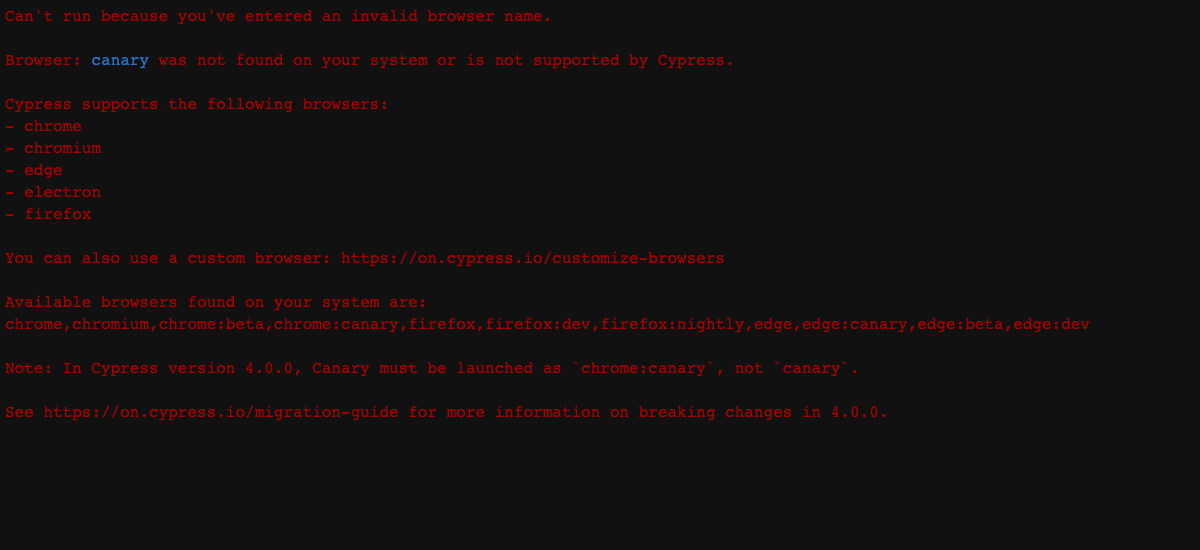 Can't run because you've entered an invalid browser name.
Browser: canary was not found on your system or is not supported by Cypress.
Cypress supports the following browsers:
- chrome
- chromium
- edge
- electron
- firefox
You can also use a custom browser: https://on.cypress.io/customize-browsers
Available browsers found on your system are:
chrome,chromium,chrome:beta,chrome:canary,firefox,firefox:dev,firefox:nightly,edge,edge:canary,edge:beta,edge:dev
Note: In Cypress version 4.0.0, Canary must be launched as `chrome:canary`, not `canary`.
See https://on.cypress.io/migration-guide for more information on breaking changes in 4.0.0.